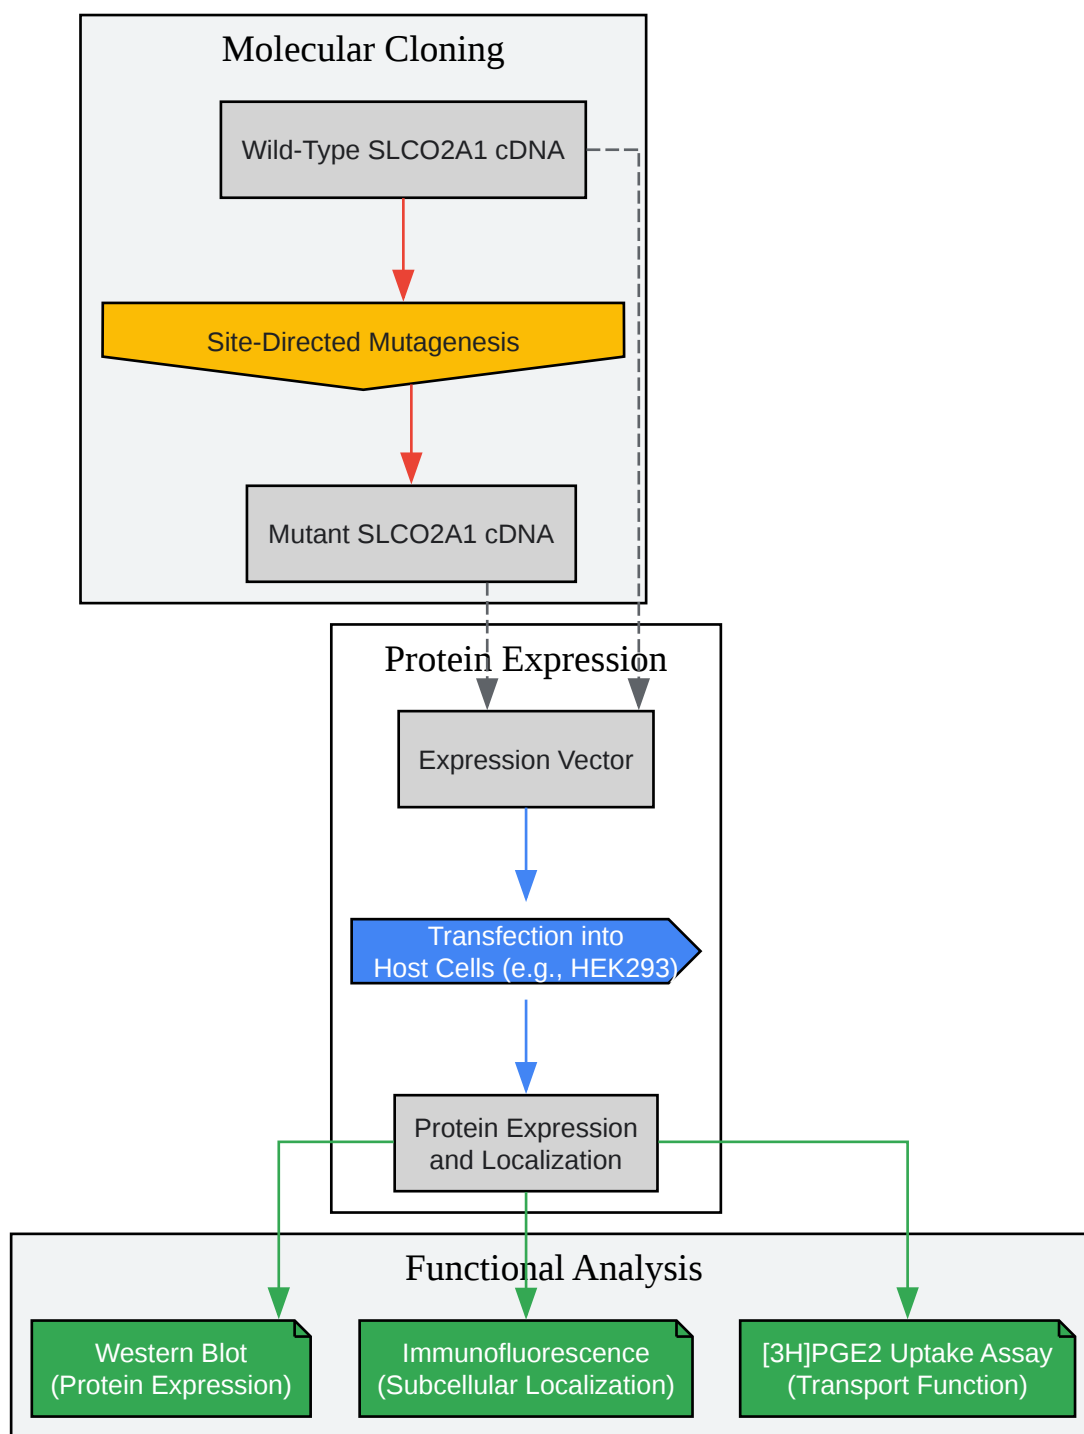 Molecular Cloning
Wild-Type SLCO2A1 cDNA
Site-Directed Mutagenesis
Mutant SLCO2A1 cDNA
Protein Expression
Expression Vector
Transfection into
Host Cells (e.g., HEK293)
Protein Expression
and Localization
Functional Analysis
Western Blot
(Protein Expression)
Immunofluorescence
(Subcellular Localization)
[3H]PGE2 Uptake Assay
(Transport Function)